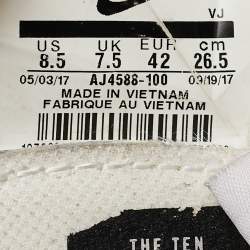 VJ
US UK EUR cm
8.5 7.5 42 26.5
05/03/17 AJ4588-100 09/19/17
MADE IN VIETNAM
FABRIQUE AU VIETNAM
THE TEN